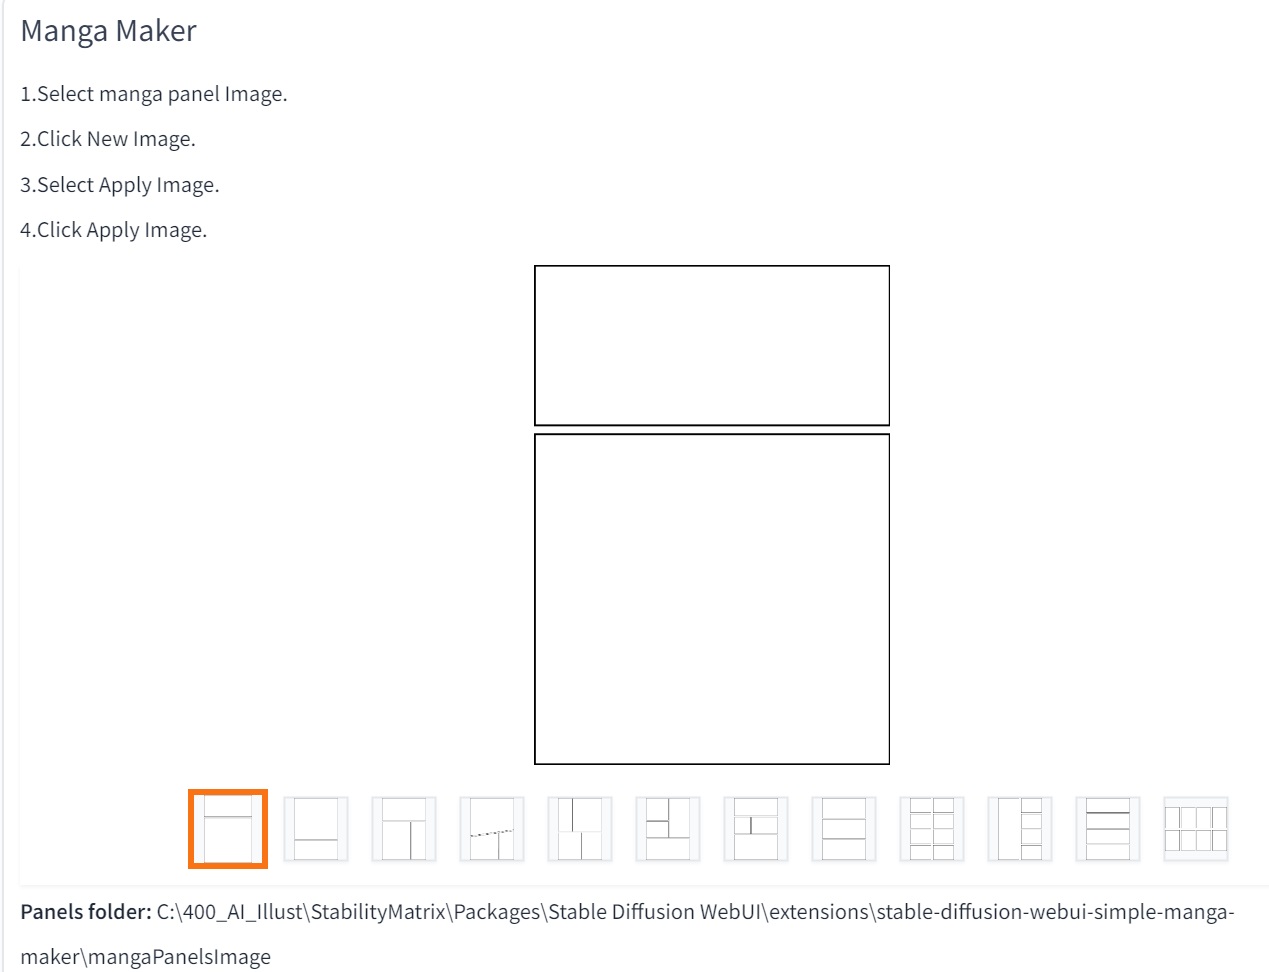 Manga Maker
1.Select manga panel Image.
2.Click New Image.
3.Select Apply Image.
4.Click Apply Image.
Panels folder: C:\400_AI_Illust\StabilityMatrix\Packages\Stable Diffusion WebUI\extensions\stable-diffusion-webui-simple-manga-
maker\mangaPanelsImage